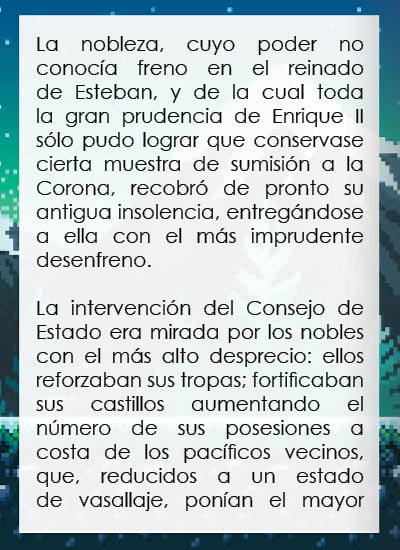 La nobleza, cuyo poder no
conocía freno en el reinado
de Esteban, y de la cual toda
la gran prudencia de Enrique II
sólo pudo lograr que conservase
cierta muestra de sumisión a la
Corona, recobró de pronto su
antigua insolencia, entregándose
a ella con el más imprudente
desenfreno.

La intervención del Consejo de
Estado era mirada por los nobles
con el más alto desprecio: ellos
reforzaban sus tropas; fortificaban
sus castillos aumentando el
número de sus posesiones a
costa de los pacíficos vecinos,
que, reducidos a un estado
de vasallaje, ponían el mayor